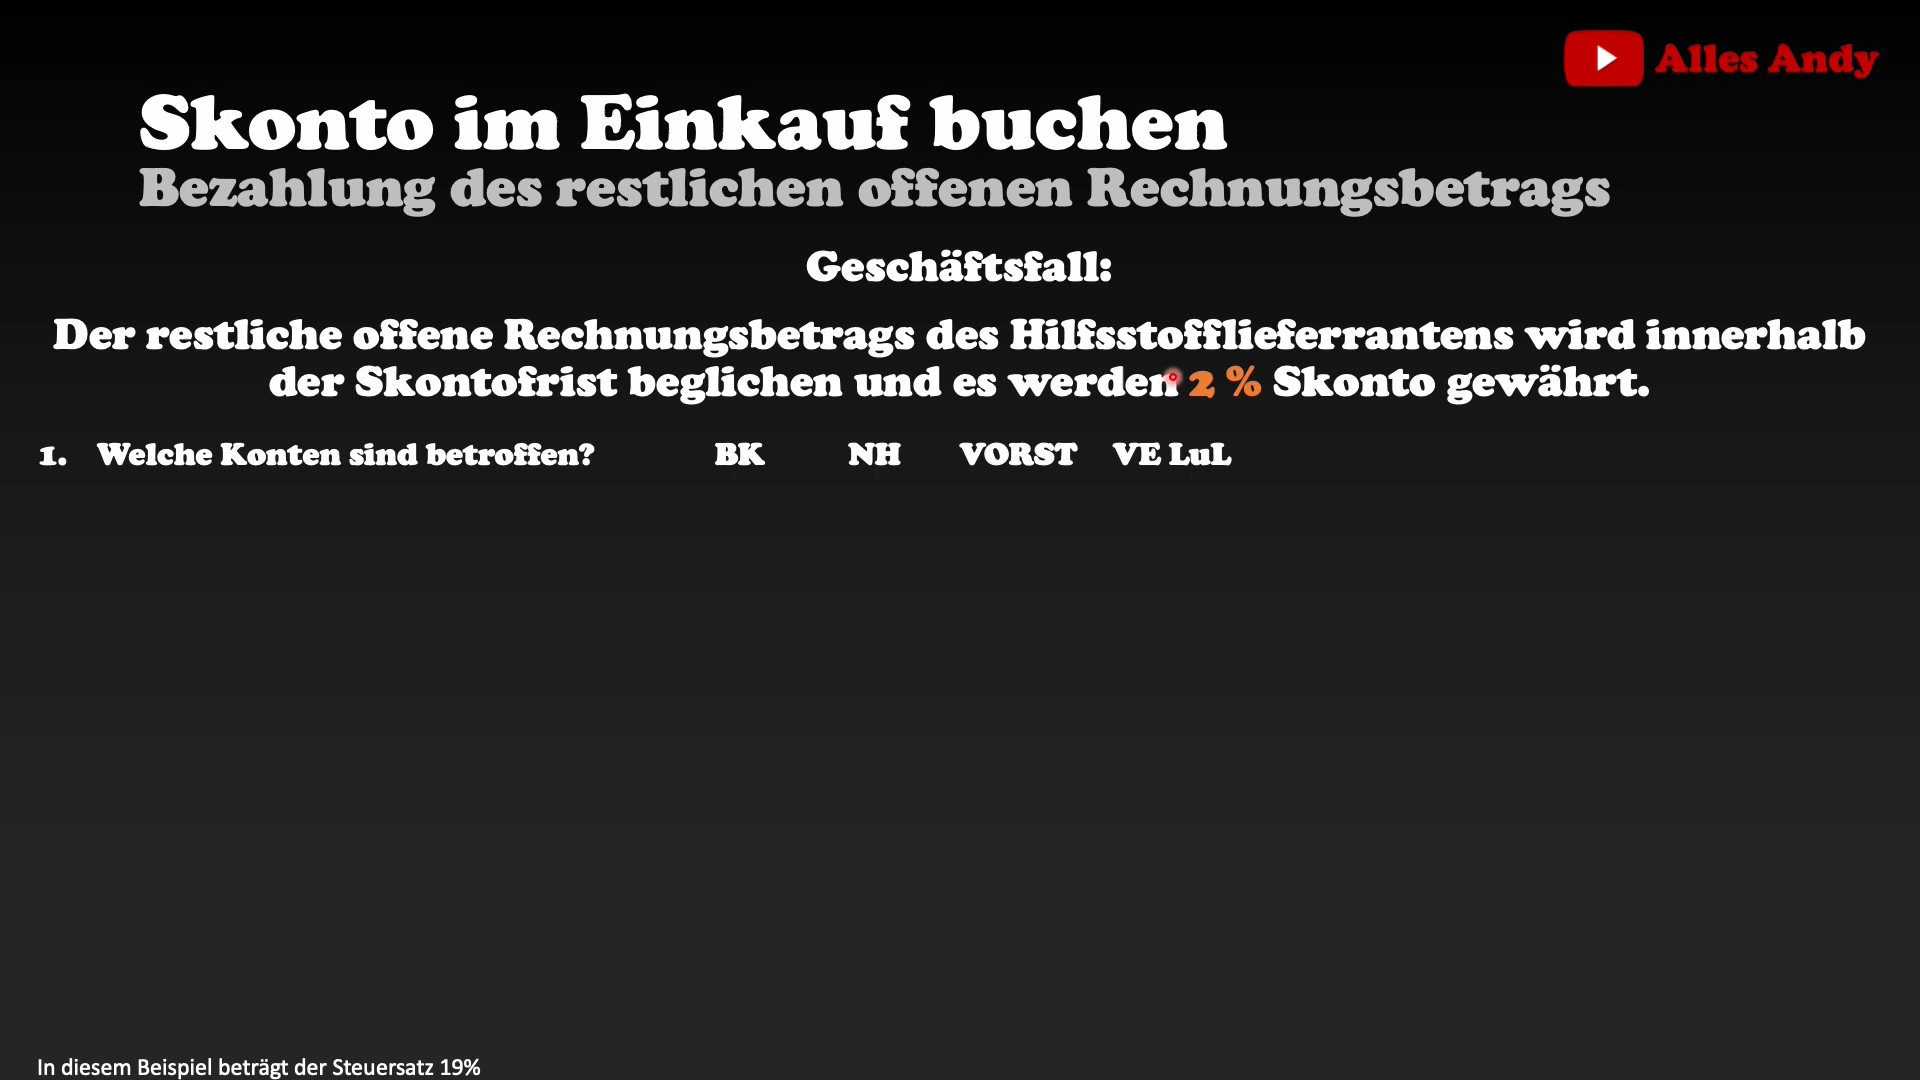 Alles Andy
Skonto im Einkauf buchen
Bezahlung des restlichen offenen Rechnungsbetrags
Geschäftsfall:
Der restliche offene Rechnungsbetrags des Hilfsstofflieferrantens wird innerhalb
der Skontofrist beglichen und es werden 2 % Skonto gewährt.
1. Welche Konten sind betroffen? BK NH VORST VE LuL
In diesem Beispiel beträgt der Steuersatz 19%